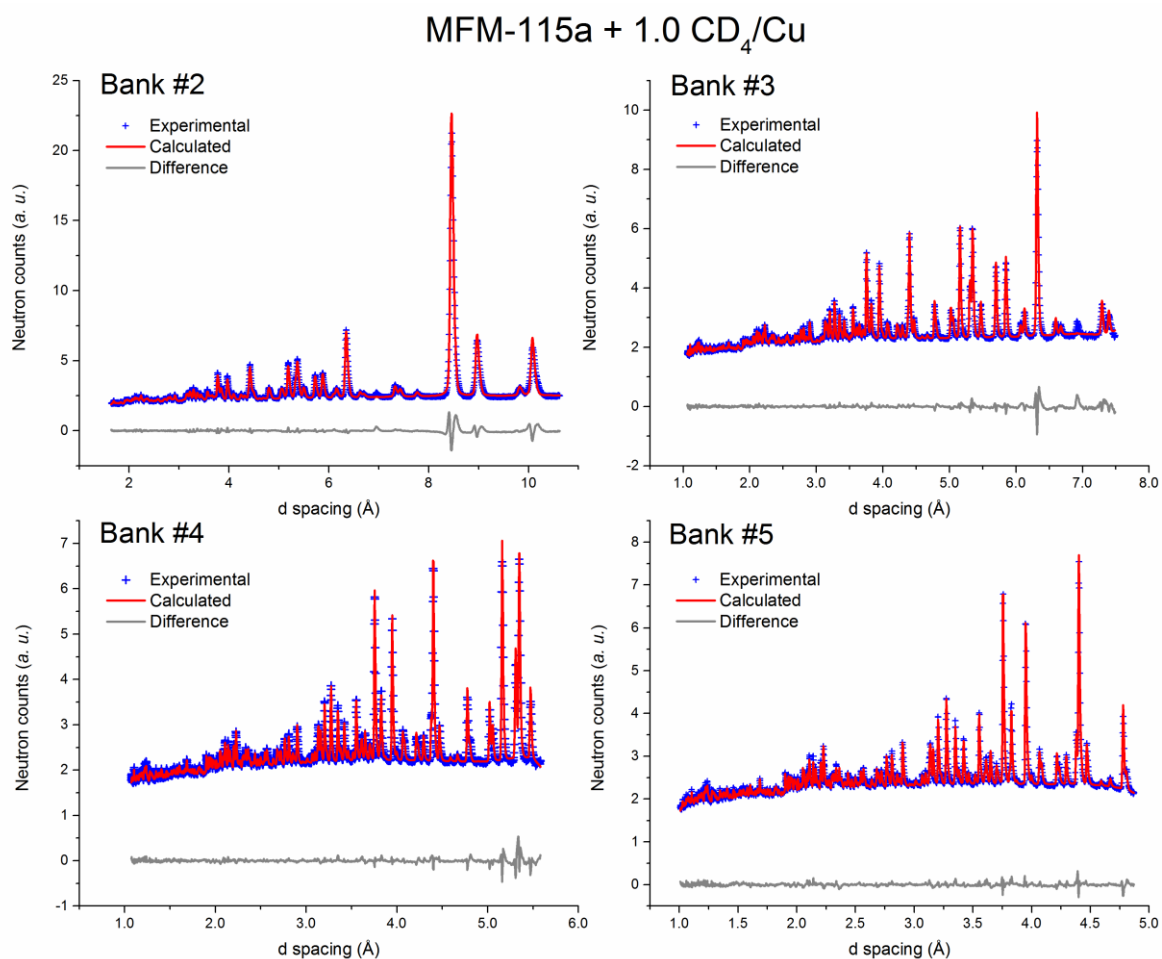 MFM-115a + 1.0 CD₄/Cu
Bank #2
Experimental
Calculated
Difference
Neutron counts (a. u.)
25
20
15
10
5
0
2
4
6
8
10
d spacing (Å)
Bank #3
Experimental
Calculated
Difference
Neutron counts (a. u.)
10
8
6
4
2
0
-2
1.0
2.0
3.0
4.0
5.0
6.0
7.0
8.0
d spacing (Å)
Bank #4
Experimental
Calculated
Difference
Neutron counts (a. u.)
7
6
5
4
3
2
1
0
-1
1.0
2.0
3.0
4.0
5.0
6.0
d spacing (Å)
Bank #5
Experimental
Calculated
Difference
Neutron counts (a. u.)
8
7
6
5
4
3
2
1
0
1.0
1.5
2.0
2.5
3.0
3.5
4.0
4.5
5.0
d spacing (Å)